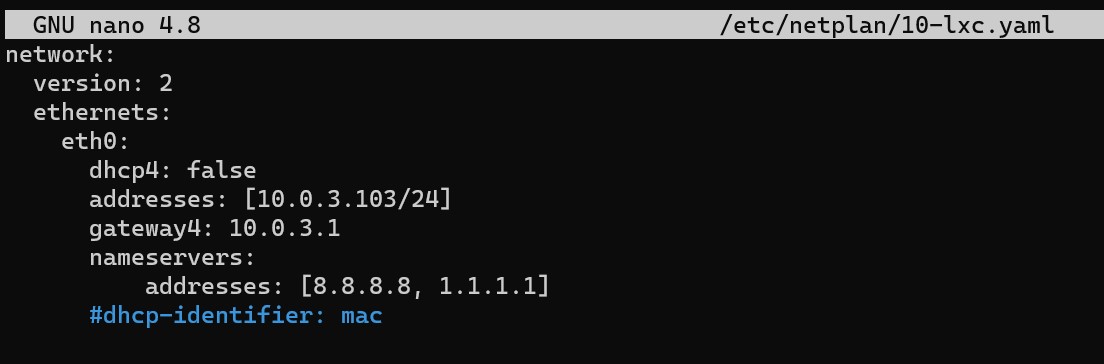 GNU nano 4.8 /etc/netplan/10-lxc.yaml
network:
  version: 2
  ethernets:
    eth0:
      dhcp4: false
      addresses: [10.0.3.103/24]
      gateway4: 10.0.3.1
      nameservers:
          addresses: [8.8.8.8, 1.1.1.1]
      #dhcp-identifier: mac